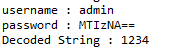 username : admin
password : MTIzNA==
Decoded String : 1234